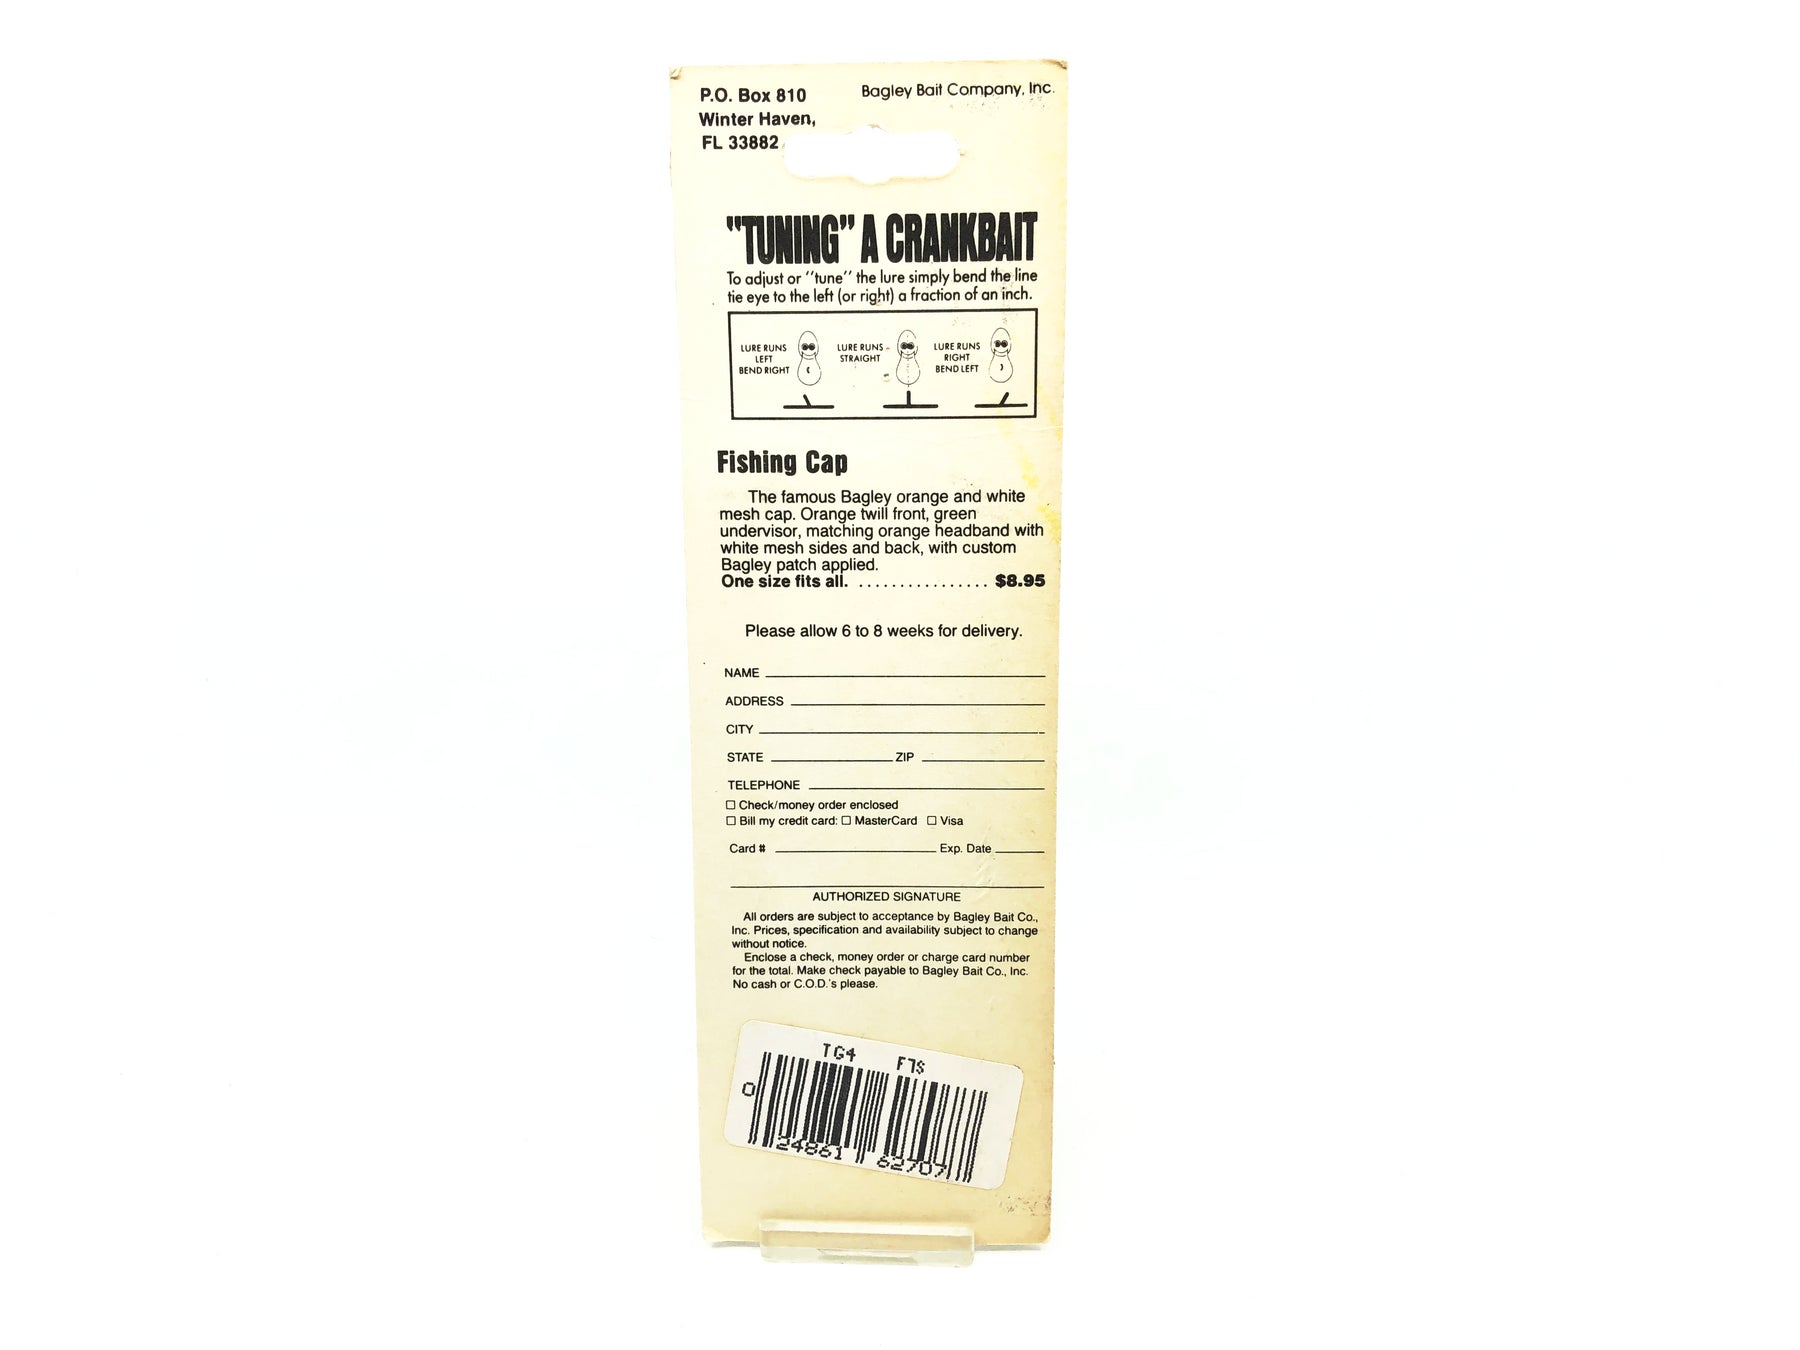 P.O. Box 810
Winter Haven,
FL 33882
Bagley Bait Company, Inc.
"TUNING" A CRANKBAIT
To adjust or "tune" the lure simply bend the line
tie eye to the left (or right) a fraction of an inch.
LURE RUNS
LEFT
BEND RIGHT
LURE RUNS
STRAIGHT
LURE RUNS
RIGHT
BEND LEFT
Fishing Cap
The famous Bagley orange and white
mesh cap. Orange twill front, green
undervisor, matching orange headband with
white mesh sides and back, with custom
Bagley patch applied.
One size fits all. ................ $8.95
Please allow 6 to 8 weeks for delivery.
NAME
ADDRESS
CITY
STATE ZIP
TELEPHONE
☐ Check/money order enclosed
☐ Bill my credit card: ☐ MasterCard ☐ Visa
Card # Exp. Date
AUTHORIZED SIGNATURE
All orders are subject to acceptance by Bagley Bait Co.,
Inc. Prices, specification and availability subject to change
without notice.
Enclose a check, money order or charge card number
for the total. Make check payable to Bagley Bait Co., Inc.
No cash or C.O.D.'s please.
TG4 F7S
0 24861 62707